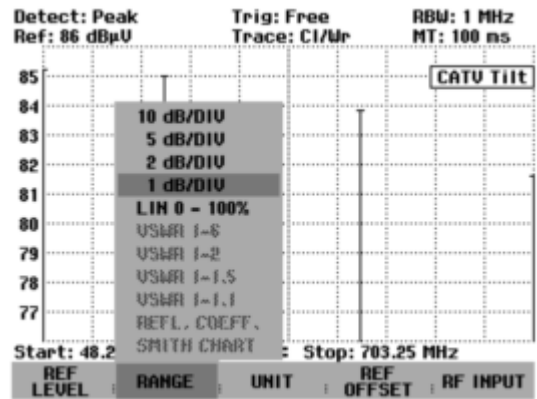 Detect: Peak Trig: Free RBW: 1 MHz
Ref: 86 dBµV Trace: Cl/Wr MT: 100 ms
CATV Tilt
85
84
83
82
81
80
79
78
77
10 dB/DIV
5 dB/DIV
2 dB/DIV
1 dB/DIV
LIN 0 - 100%
VSWR 1-6
VSWR 1-2
VSWR 1-1.5
VSWR 1-1.1
REFL. COEFF.
SMITH CHART
Start: 48.2 Stop: 703.25 MHz
REF LEVEL RANGE UNIT REF OFFSET RF INPUT